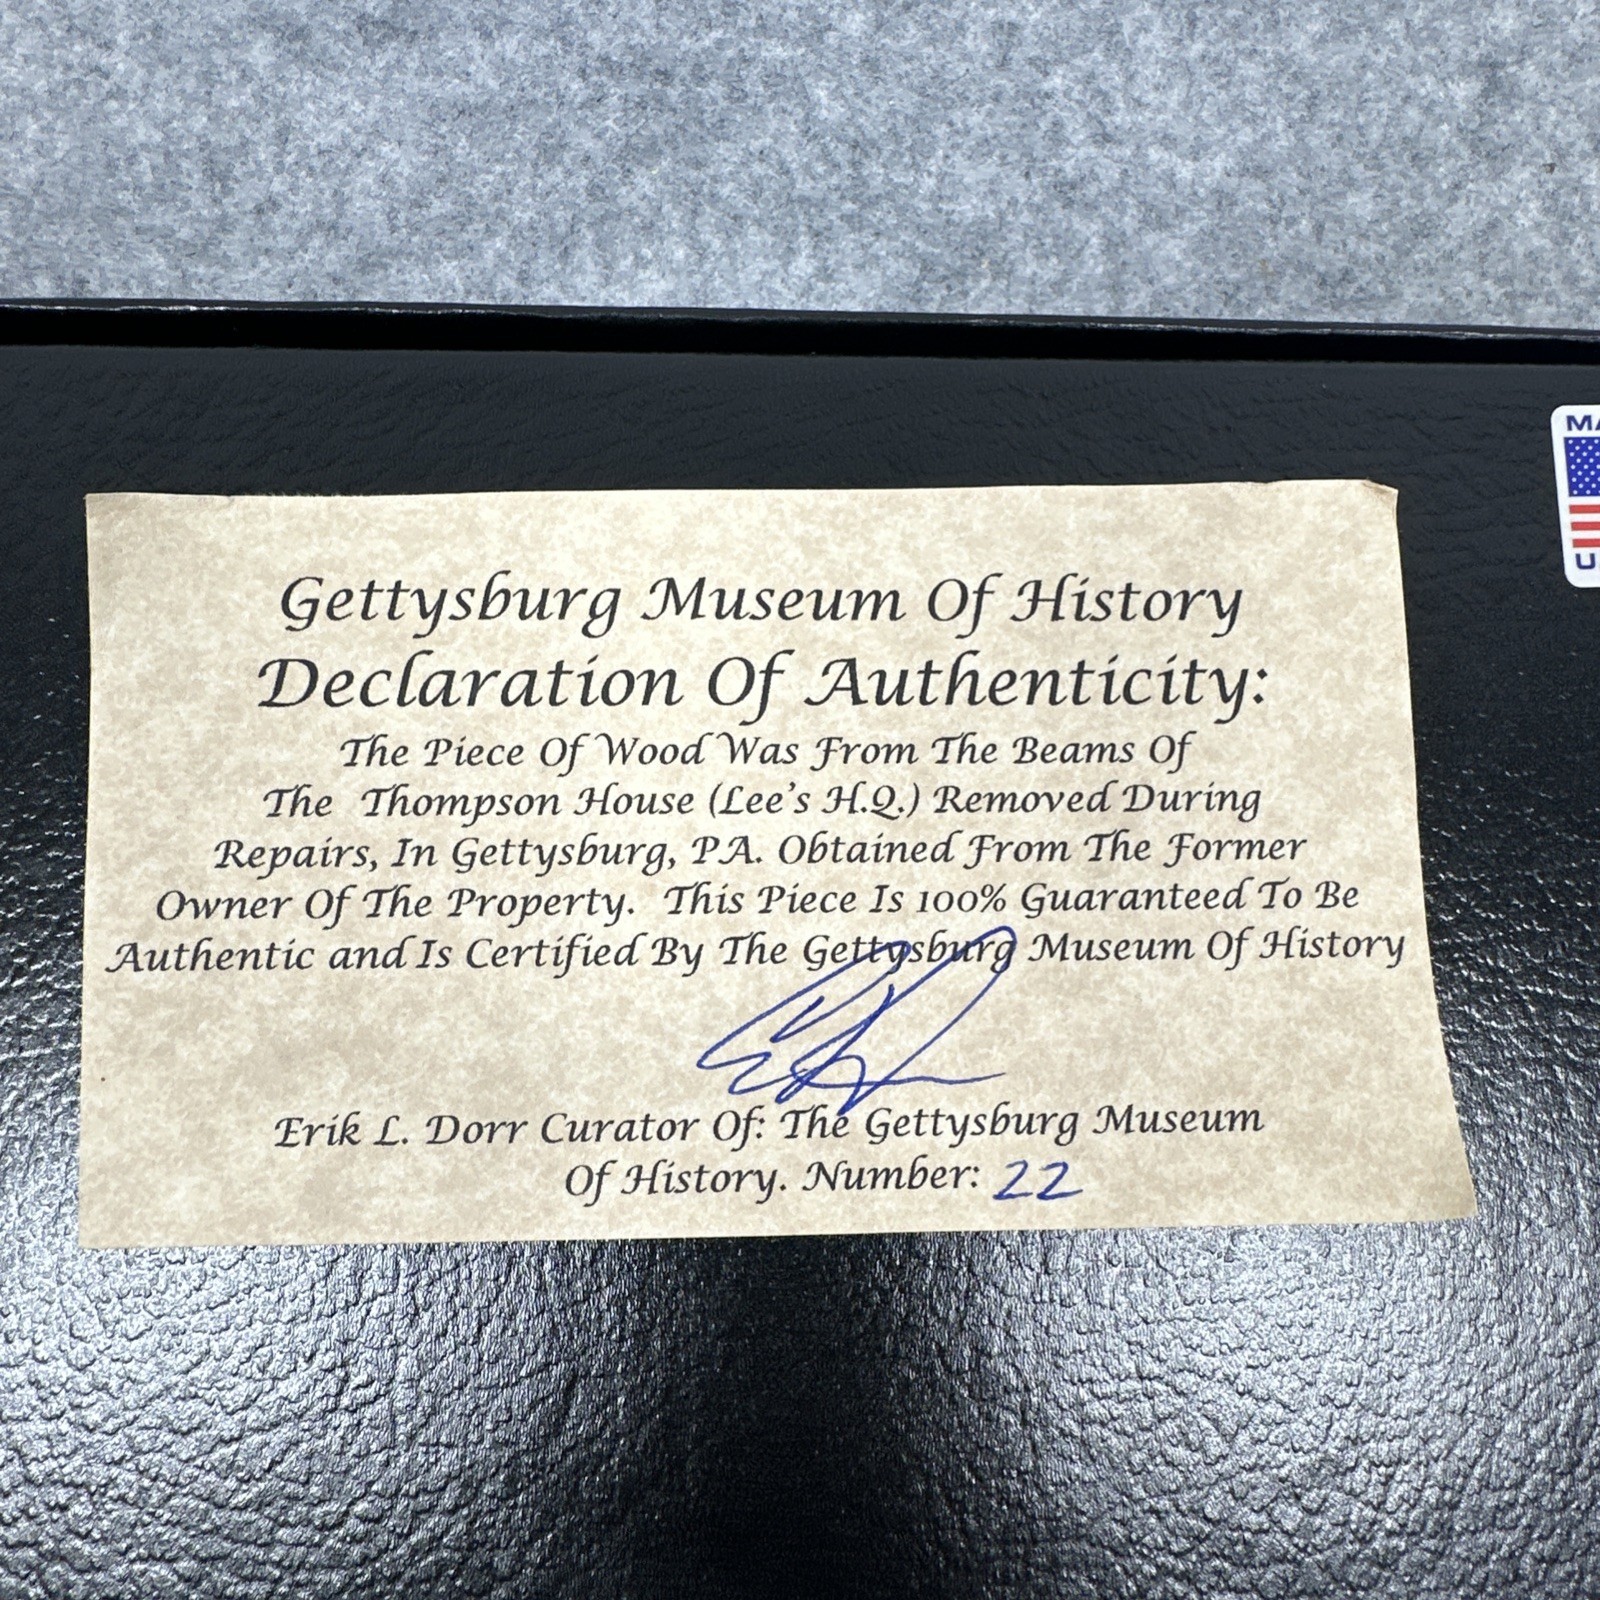 Gettysburg Museum Of History
Declaration Of Authenticity:
The Piece Of Wood Was From The Beams Of
The Thompson House (Lee's H.Q.) Removed During
Repairs, In Gettysburg, PA. Obtained From The Former
Owner Of The Property. This Piece Is 100% Guaranteed To Be
Authentic and Is Certified By The Gettysburg Museum Of History
Erik L. Dorr Curator Of: The Gettysburg Museum
Of History. Number: 22